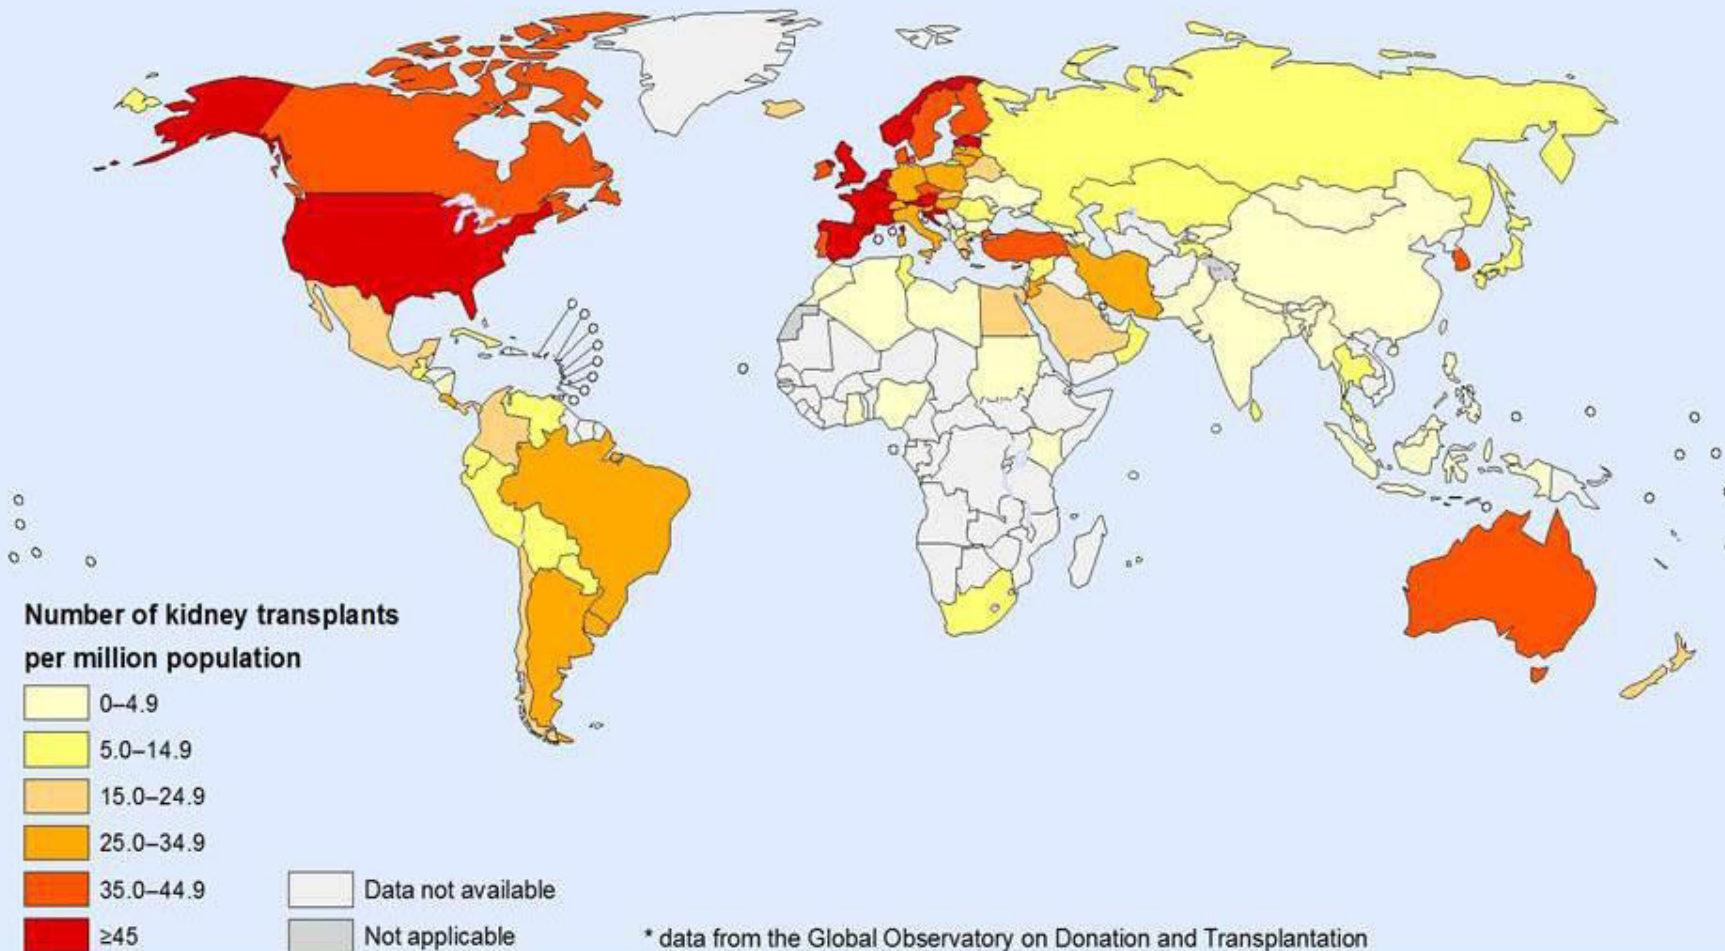 Number of kidney transplants
per million population
0–4.9
5.0–14.9
15.0–24.9
25.0–34.9
35.0–44.9
≥45
Data not available
Not applicable
* data from the Global Observatory on Donation and Transplantation